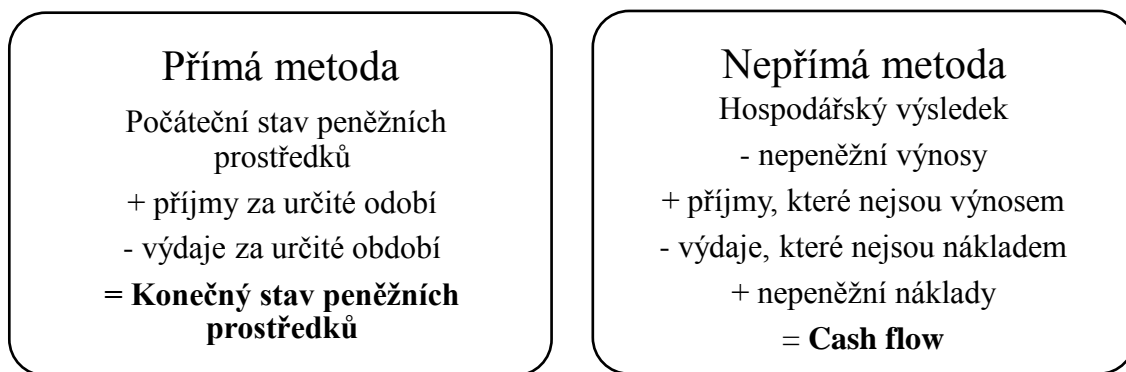 Přímá metoda
Počáteční stav peněžních
prostředků
+ příjmy za určité odobí
- výdaje za určité období
= Konečný stav peněžních
prostředků
Nepřímá metoda
Hospodářský výsledek
- nepeněžní výnosy
+ příjmy, které nejsou výnosem
- výdaje, které nejsou nákladem
+ nepeněžní náklady
= Cash flow